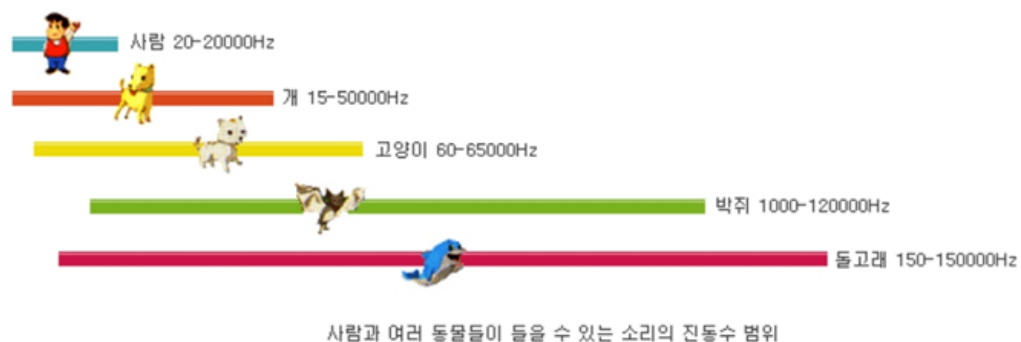 사람 20-20000Hz
개 15-50000Hz
고양이 60-65000Hz
박쥐 1000-120000Hz
돌고래 150-150000Hz
사람과 여러 동물들이 들을 수 있는 소리의 진동수 범위